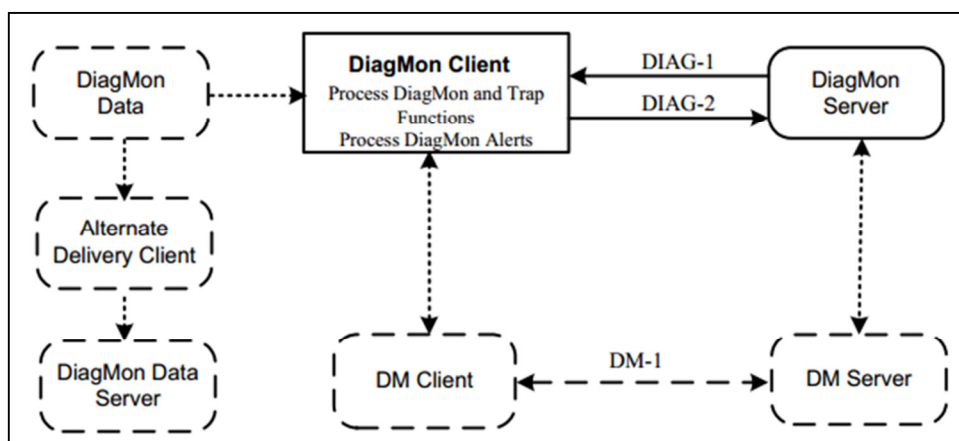 DiagMon
Data
DiagMon Client
Process DiagMon and Trap
Functions
Process DiagMon Alerts
DIAG-1
DIAG-2
DiagMon
Server
Alternate
Delivery Client
DiagMon Data
Server
DM Client
DM-1
DM Server